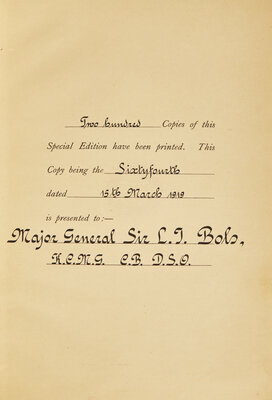 Two hundred Copies of this
Special Edition have been printed. This
Copy being the Sixtyfourth
dated 15th March 1919
is presented to:—
Major General Sir L. J. Bols,
K.C.M.G. C.B. D.S.O.